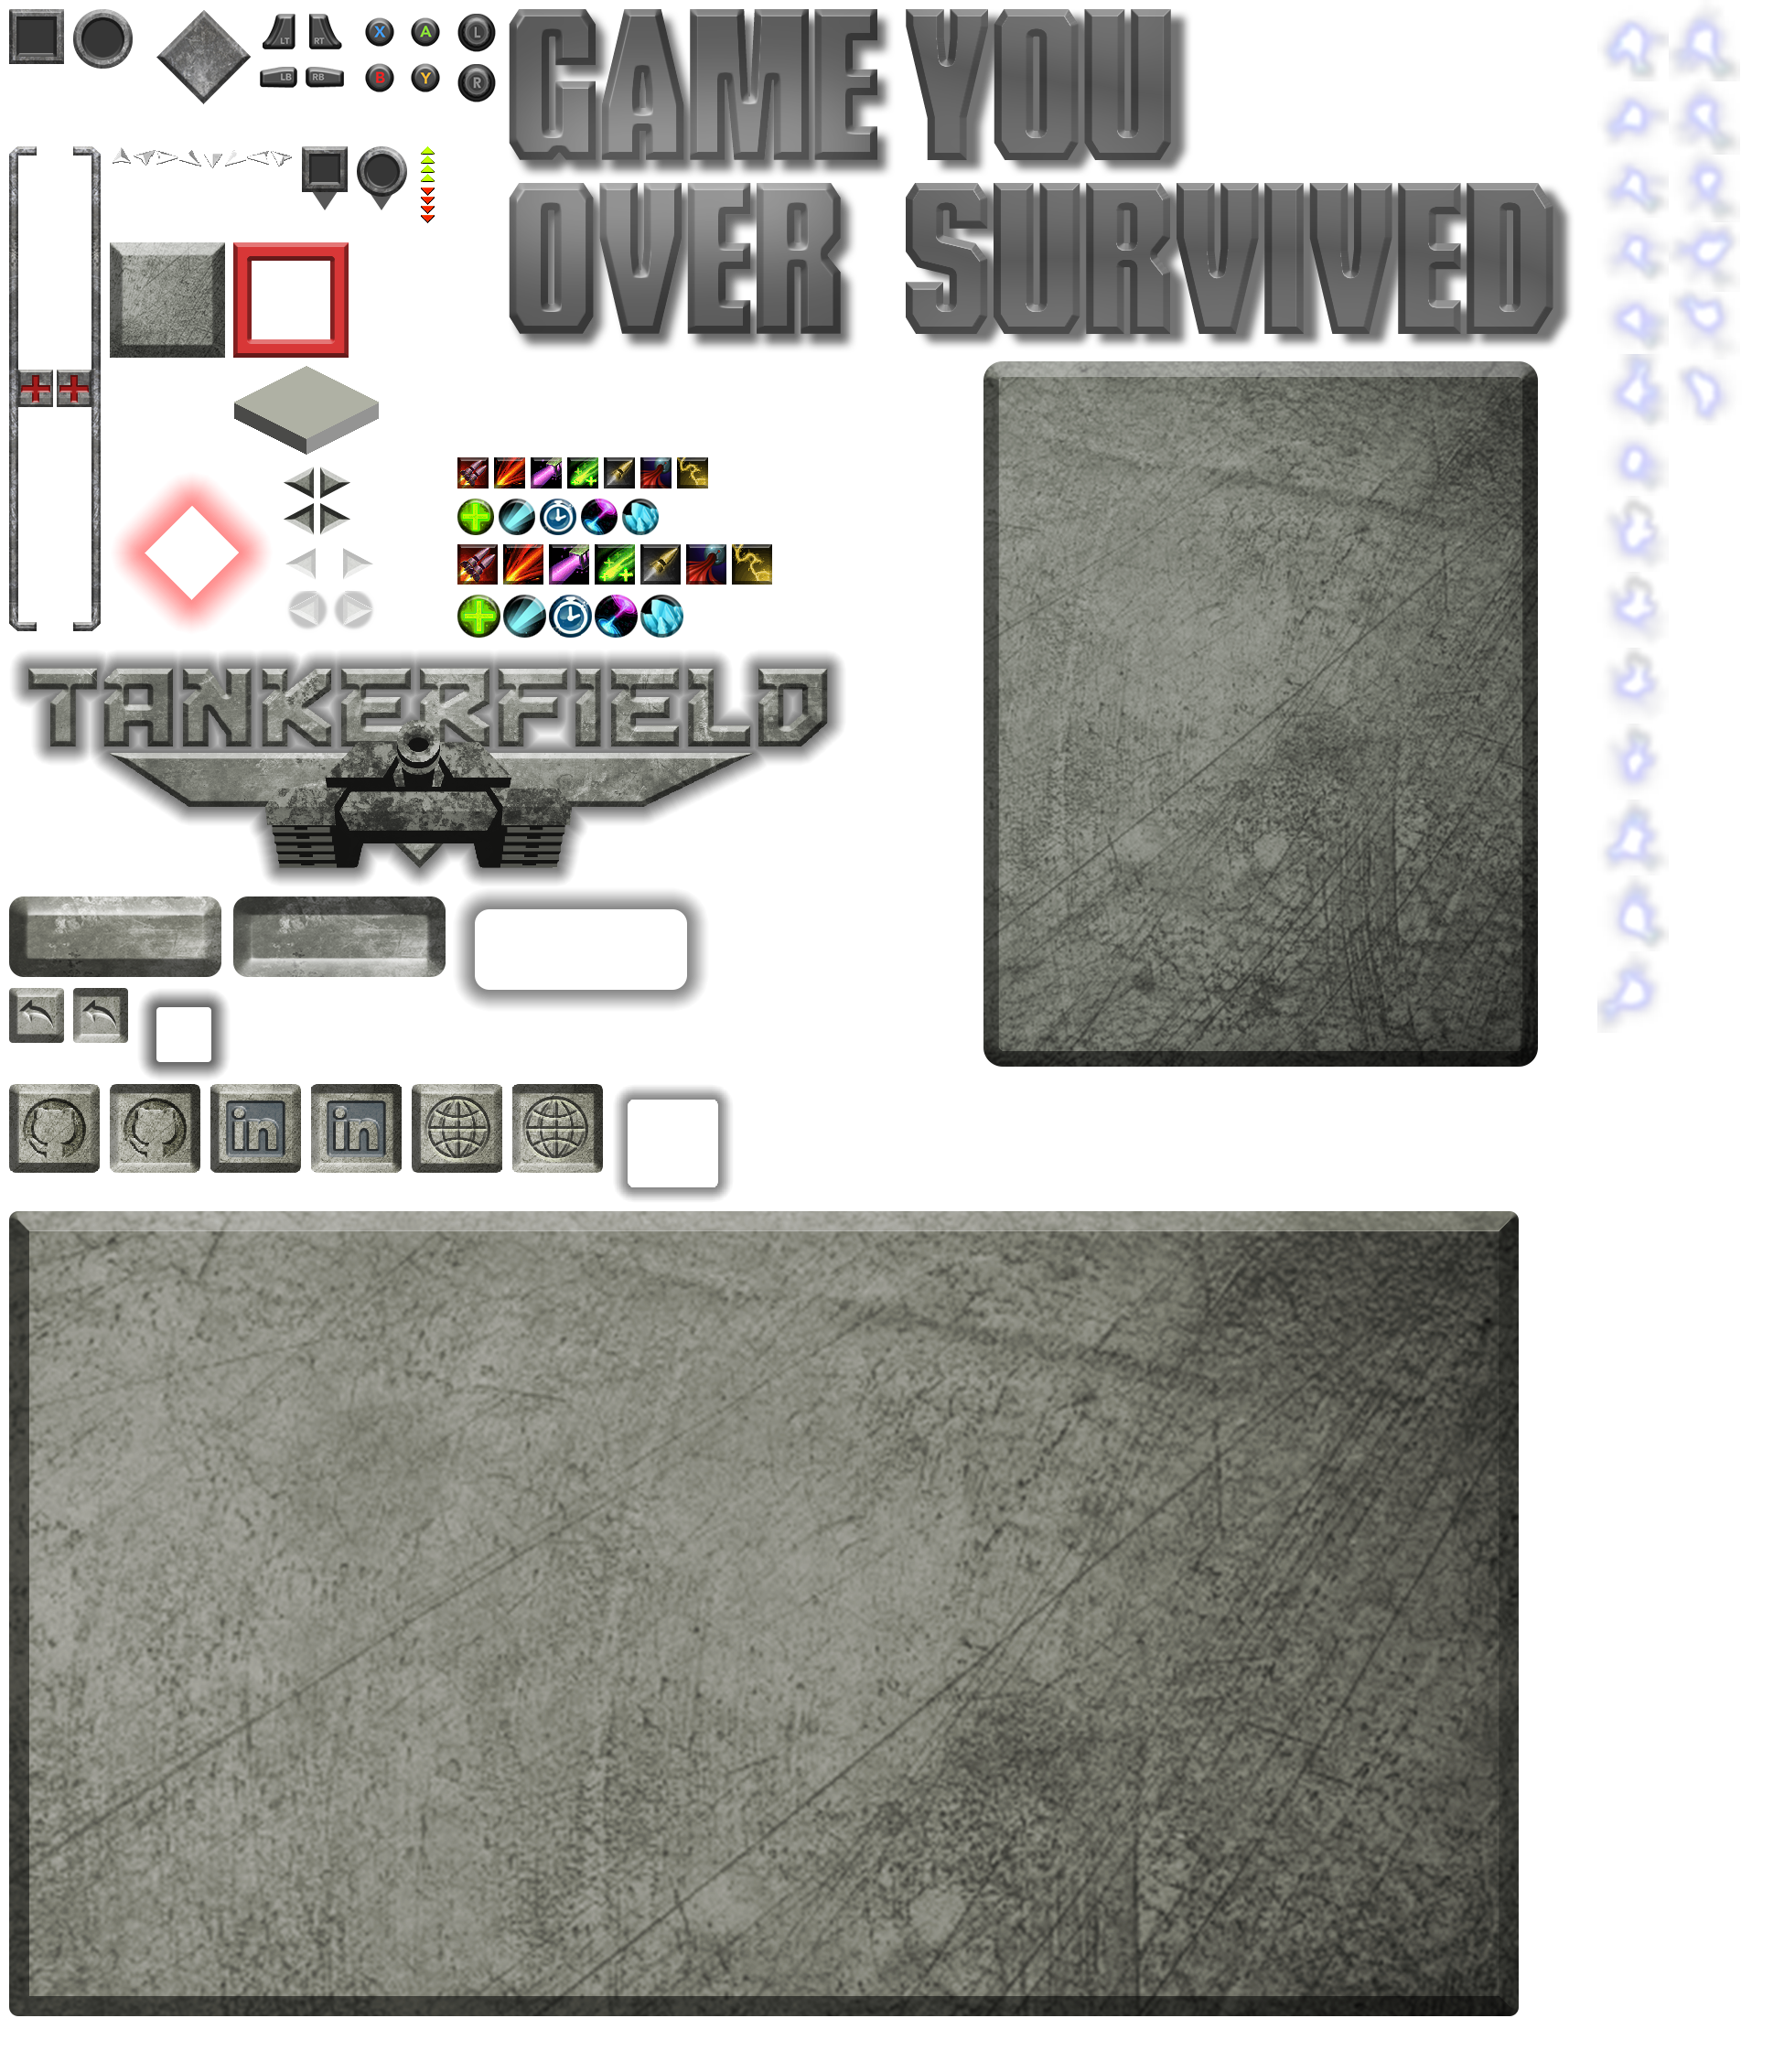 LT RT X A L
LB RB B Y R
GAME YOU
OVER SURVIVED
TANKERFIELD
in in